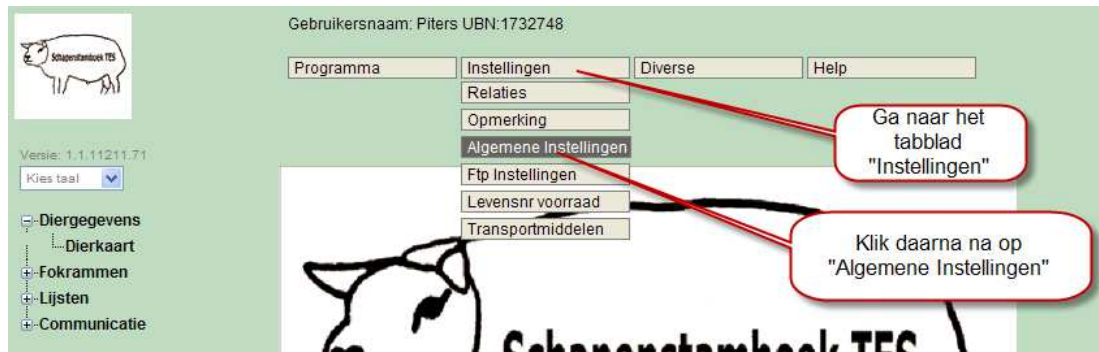 Gebruikersnaam: Piters UBN:1732748
Schapenstamboek TES
Programma
Instellingen
Diverse
Help
Relaties
Opmerking
Algemene Instellingen
Ftp Instellingen
Levensnr voorraad
Transportmiddelen
Ga naar het
tabblad
"Instellingen"
Klik daarna na op
"Algemene Instellingen"
Versie: 1.1.11211.71
Kies taal
Diergegevens
Dierkaart
Fokrammen
Lijsten
Communicatie
Schapenstamboek TES